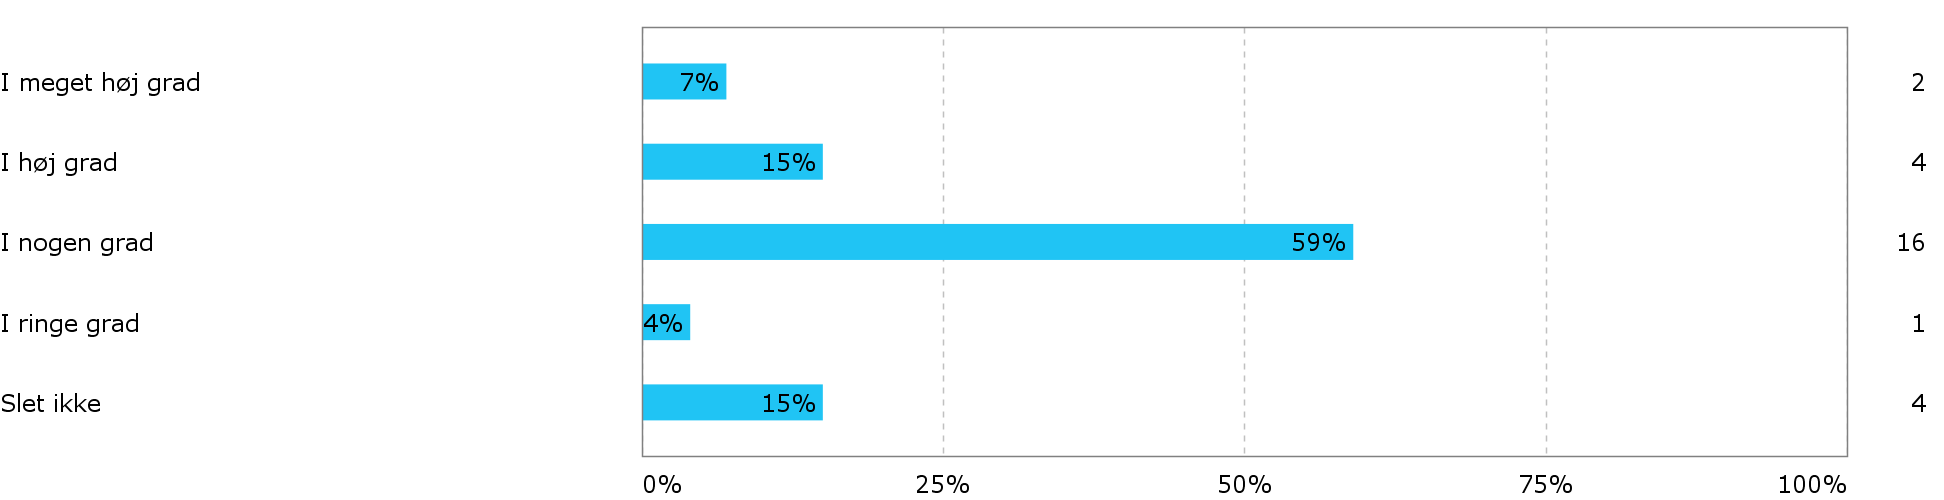 I meget høj grad 7% 2
I høj grad 15% 4
I nogen grad 59% 16
I ringe grad 4% 1
Slet ikke 15% 4
0% 25% 50% 75% 100%